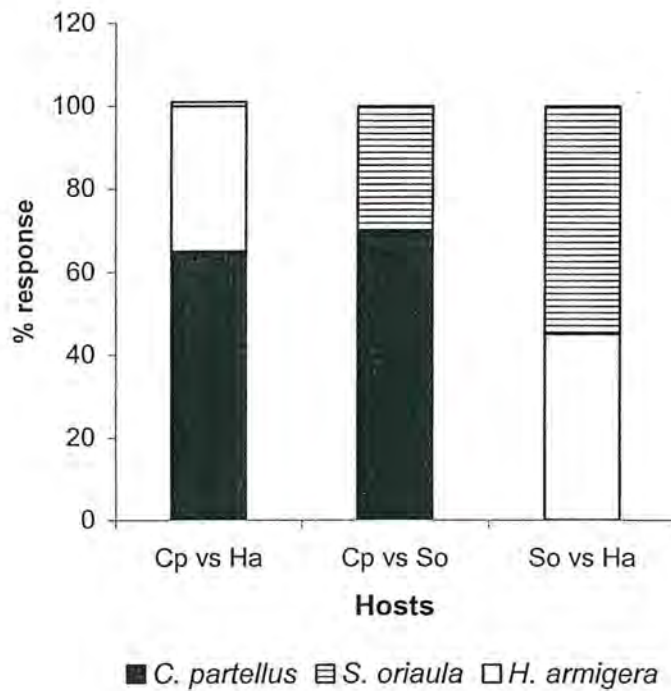 120
100
80
60
40
20
0
% response
Cp vs Ha Cp vs So So vs Ha
Hosts
C. partellus S. oriaula H. armigera